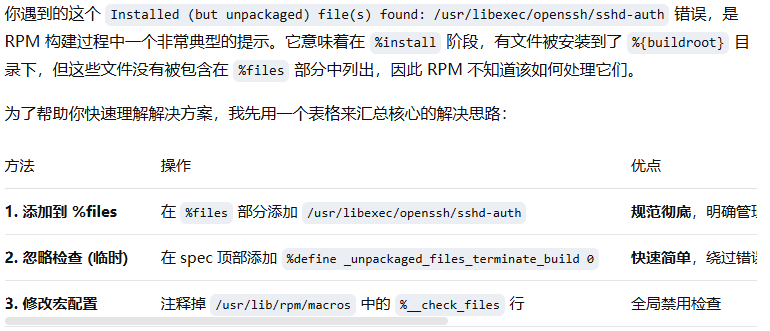 你遇到的这个 Installed (but unpackaged) file(s) found: /usr/libexec/openssh/sshd-auth 错误，是
RPM 构建过程中一个非常典型的提示。它意味着在 %install 阶段，有文件被安装到了 %{buildroot} 目
录下，但这些文件没有被包含在 %files 部分中列出，因此 RPM 不知道该如何处理它们。
为了帮助你快速理解解决方案，我先用一个表格来汇总核心的解决思路：
方法 操作 优点
1. 添加到 %files 在 %files 部分添加 /usr/libexec/openssh/sshd-auth 规范彻底，明确管理
2. 忽略检查 (临时) 在 spec 顶部添加 %define _unpackaged_files_terminate_build 0 快速简单，绕过错误
3. 修改宏配置 注释掉 /usr/lib/rpm/macros 中的 %__check_files 行 全局禁用检查